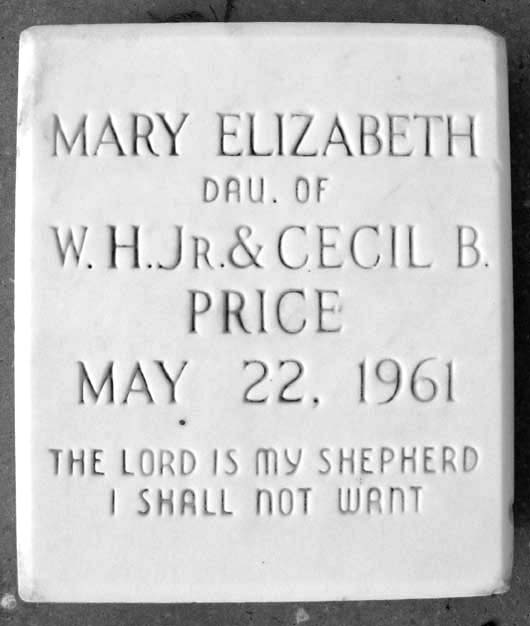 MARY ELIZABETH
DAU. OF
W. H. JR. & CECIL B.
PRICE
MAY 22, 1961
THE LORD IS MY SHEPHERD
I SHALL NOT WANT